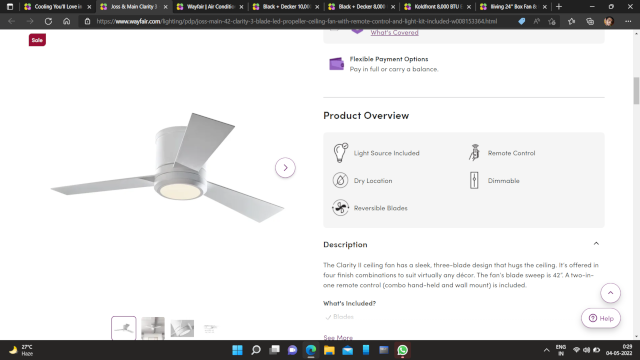 Cooling You'll Love in
Joss & Main Clarity
Wayfair | Air Condition
Black + Decker 10,000
Black + Decker 8,000
Koldfront 8,000 BTU
iliving 24" Box Fan &
https://www.wayfair.com/lighting/pdp/joss-main-42-clarity-3-blade-led-propeller-ceiling-fan-with-remote-control-and-light-kit-included-w008153364.html
Sale
What's Covered
Flexible Payment Options
Pay in full or carry a balance.
Product Overview
Light Source Included
Remote Control
Dry Location
Dimmable
Reversible Blades
Description
The Clarity II ceiling fan has a sleek, three-blade design that hugs the ceiling. It's offered in
four finish combinations to suit virtually any décor. The fan's blade sweep is 42". A two-in-
one remote control (combo hand-held and wall mount) is included.
What's Included?
Blades
See More
Help
27°C
Haze
ENG
IN
0:29
04-05-2022